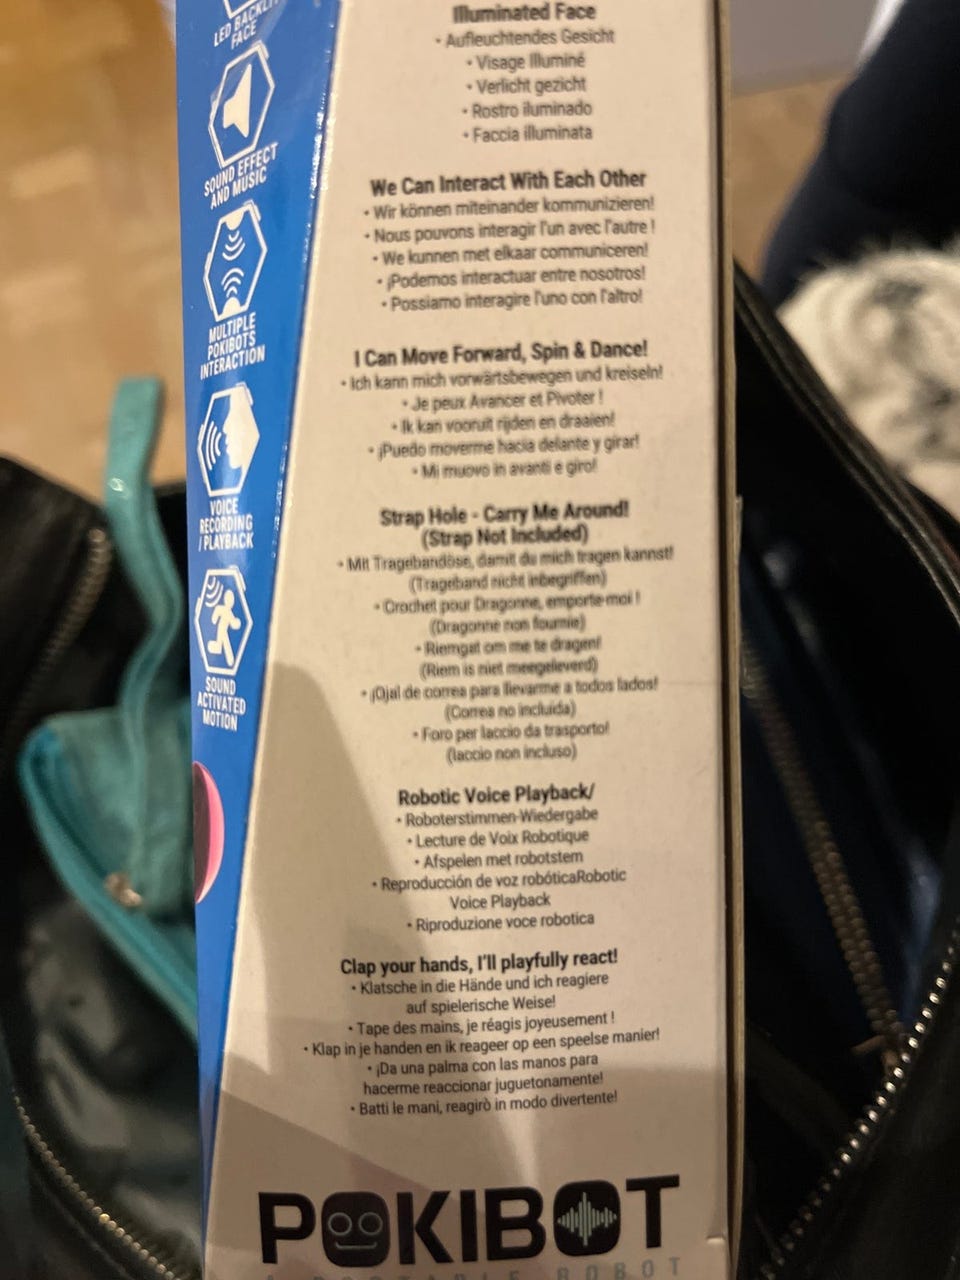 LED BACKLIT
FACE
SOUND EFFECT
AND MUSIC
MULTIPLE
POKIBOTS
INTERACTION
VOICE
RECORDING
/ PLAYBACK
SOUND
ACTIVATED
MOTION
Illuminated Face
• Aufleuchtendes Gesicht
• Visage Illuminé
• Verlicht gezicht
• Rostro iluminado
• Faccia illuminata
We Can Interact With Each Other
• Wir können miteinander kommunizieren!
• Nous pouvons interagir l'un avec l'autre !
• We kunnen met elkaar communiceren!
• ¡Podemos interactuar entre nosotros!
• Possiamo interagire l'uno con l'altro!
I Can Move Forward, Spin & Dance!
• Ich kann mich vorwärtsbewegen und kreiseln!
• Je peux Avancer et Pivoter !
• Ik kan vooruit rijden en draaien!
• ¡Puedo moverme hacia delante y girar!
• Mi muovo in avanti e giro!
Strap Hole - Carry Me Around!
(Strap Not Included)
• Mit Tragebandöse, damit du mich tragen kannst!
(Trageband nicht inbegriffen)
• Crochet pour Dragonne, emporte-moi !
(Dragonne non fournie)
• Riemgat om me te dragen!
(Riem is niet meegeleverd)
• ¡Ojal de correa para llevarme a todos lados!
(Correa no incluida)
• Foro per laccio da trasporto!
(laccio non incluso)
Robotic Voice Playback/
• Roboterstimmen-Wiedergabe
• Lecture de Voix Robotique
• Afspelen met robotstem
• Reproducción de voz robóticaRobotic
Voice Playback
• Riproduzione voce robotica
Clap your hands, I'll playfully react!
• Klatsche in die Hände und ich reagiere
auf spielerische Weise!
• Tape des mains, je réagis joyeusement !
• Klap in je handen en ik reageer op een speelse manier!
• ¡Da una palma con las manos para
hacerme reaccionar juguetonamente!
• Batti le mani, reagirò in modo divertente!
POKIBOT
ROBOT